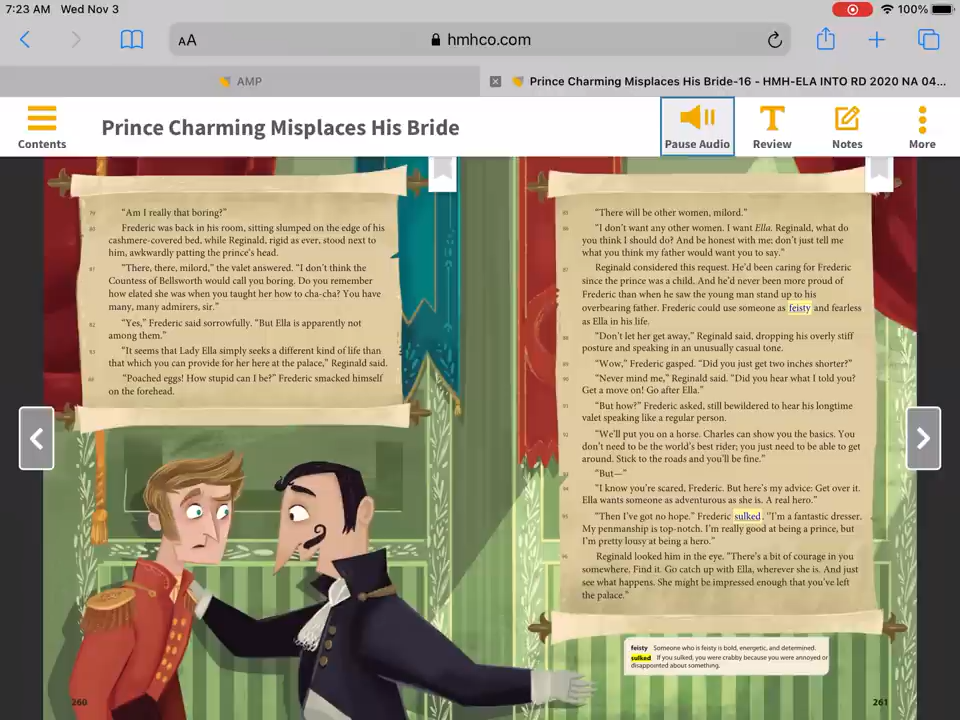 7:23 AM Wed Nov 3
100%
AA
hmhco.com
AMP
Prince Charming Misplaces His Bride-16 - HMH-ELA INTO RD 2020 NA 04...
Contents
Prince Charming Misplaces His Bride
Pause Audio
Review
Notes
More
79 “Am I really that boring?”
80 Frederic was back in his room, sitting slumped on the edge of his
cashmere-covered bed, while Reginald, rigid as ever, stood next to
him, awkwardly patting the prince's head.
81 “There, there, milord,” the valet answered. “I don't think the
Countess of Bellsworth would call you boring. Do you remember
how elated she was when you taught her how to cha-cha? You have
many, many admirers, sir.”
82 “Yes,” Frederic said sorrowfully. “But Ella is apparently not
among them.”
83 “It seems that Lady Ella simply seeks a different kind of life than
that which you can provide for her here at the palace,” Reginald said.
84 “Poached eggs! How stupid can I be?” Frederic smacked himself
on the forehead.
85 “There will be other women, milord.”
86 “I don't want any other women. I want Ella. Reginald, what do
you think I should do? And be honest with me; don't just tell me
what you think my father would want you to say.”
87 Reginald considered this request. He'd been caring for Frederic
since the prince was a child. And he'd never been more proud of
Frederic than when he saw the young man stand up to his
overbearing father. Frederic could use someone as feisty and fearless
as Ella in his life.
88 “Don't let her get away,” Reginald said, dropping his overly stiff
posture and speaking in an unusually casual tone.
89 “Wow,” Frederic gasped. “Did you just get two inches shorter?”
90 “Never mind me,” Reginald said. “Did you hear what I told you?
Get a move on! Go after Ella.”
91 “But how?” Frederic asked, still bewildered to hear his longtime
valet speaking like a regular person.
92 “We'll put you on a horse. Charles can show you the basics. You
don't need to be the world's best rider; you just need to be able to get
around. Stick to the roads and you'll be fine.”
93 “But—”
94 “I know you're scared, Frederic. But here's my advice: Get over it.
Ella wants someone as adventurous as she is. A real hero.”
95 “Then I've got no hope.” Frederic sulked. “I'm a fantastic dresser.
My penmanship is top-notch. I'm really good at being a prince, but
I'm pretty lousy at being a hero.”
96 Reginald looked him in the eye. “There's a bit of courage in you
somewhere. Find it. Go catch up with Ella, wherever she is. And just
see what happens. She might be impressed enough that you've left
the palace.”
feisty Someone who is feisty is bold, energetic, and determined.
sulked If you sulked, you were crabby because you were annoyed or
disappointed about something.
260
261